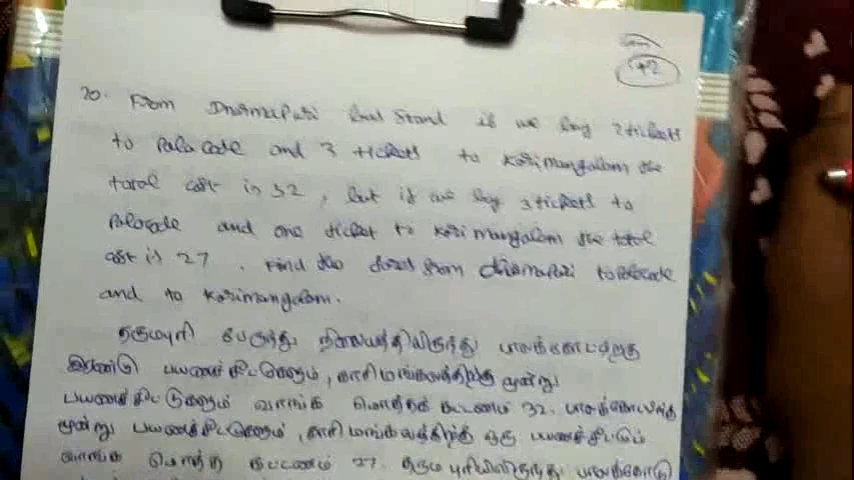 42
20. From Dharmapuri bus stand if we buy 2 tickets
to Palacode and 3 tickets to Karimangalam the
total cost is 32, but if we buy 3 tickets to
Palacode and one ticket to Karimangalam the total
cost is 27. Find the fares from dharmapuri to Palacode
and to Karimangalam.
தருமபுரி பேருந்து நிலையத்திலிருந்து பாலக்கோட்டிற்கு
இரண்டு பயணச்சீட்டுகளும், காரிமங்கலத்திற்கு மூன்று
பயணச்சீட்டுகளும் வாங்க மொத்தக் கட்டணம் 32. பாலக்கோட்டிற்கு
மூன்று பயணச்சீட்டுகளும், காரிமங்கலத்திற்கு ஒரு பயணச்சீட்டும்
வாங்க மொத்த கட்டணம் 27. தருமபுரியிலிருந்து பாலக்கோடு